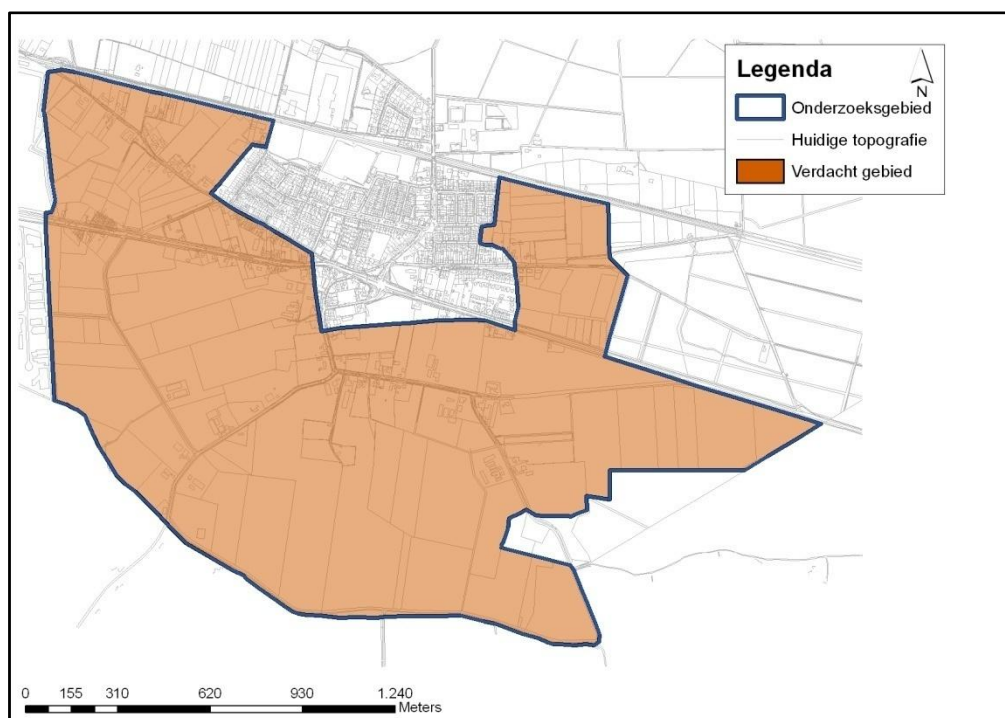 Legenda
N
Onderzoeksgebied
Huidige topografie
Verdacht gebied
0 155 310 620 930 1.240
Meters